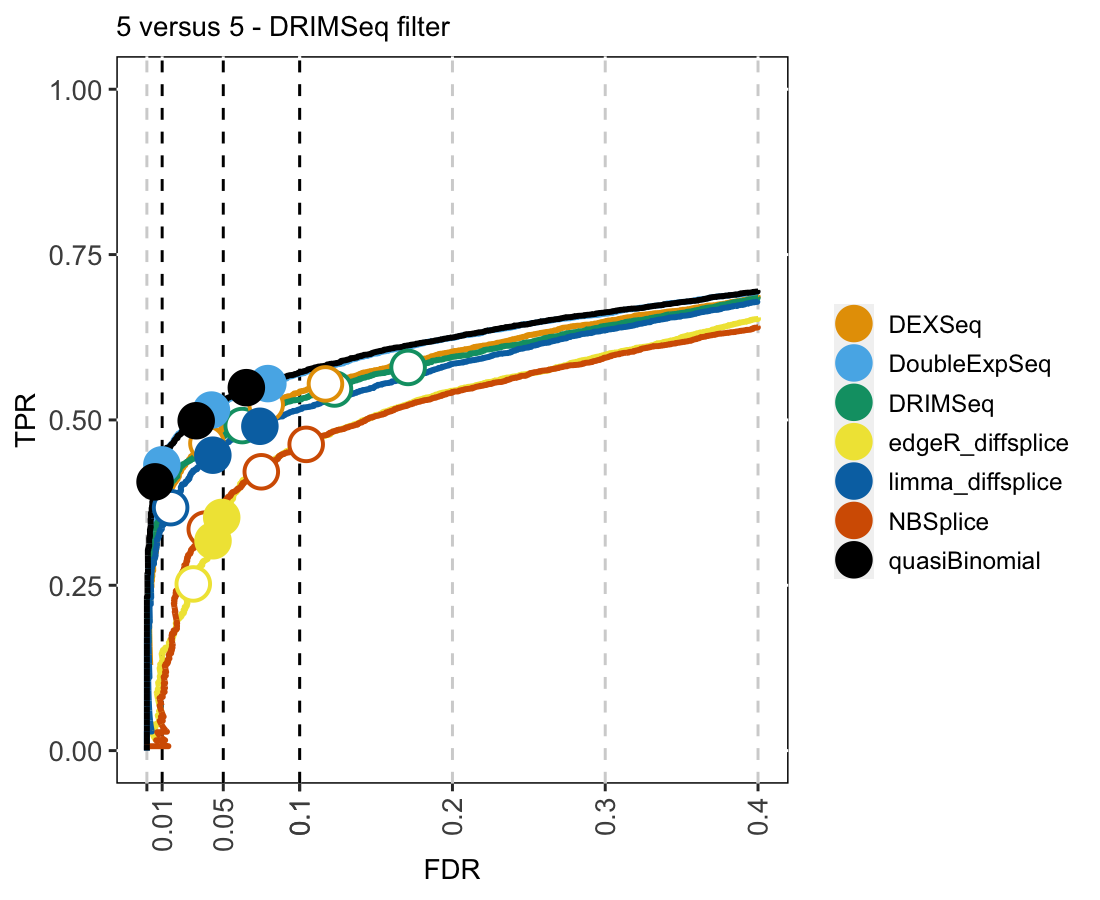 5 versus 5 - DRIMSeq filter
1.00
0.75
0.50
0.25
0.00
TPR
0.01
0.05
0.1
0.2
0.3
0.4
FDR
DEXSeq
DoubleExpSeq
DRIMSeq
edgeR_diffsplice
limma_diffsplice
NBSplice
quasiBinomial